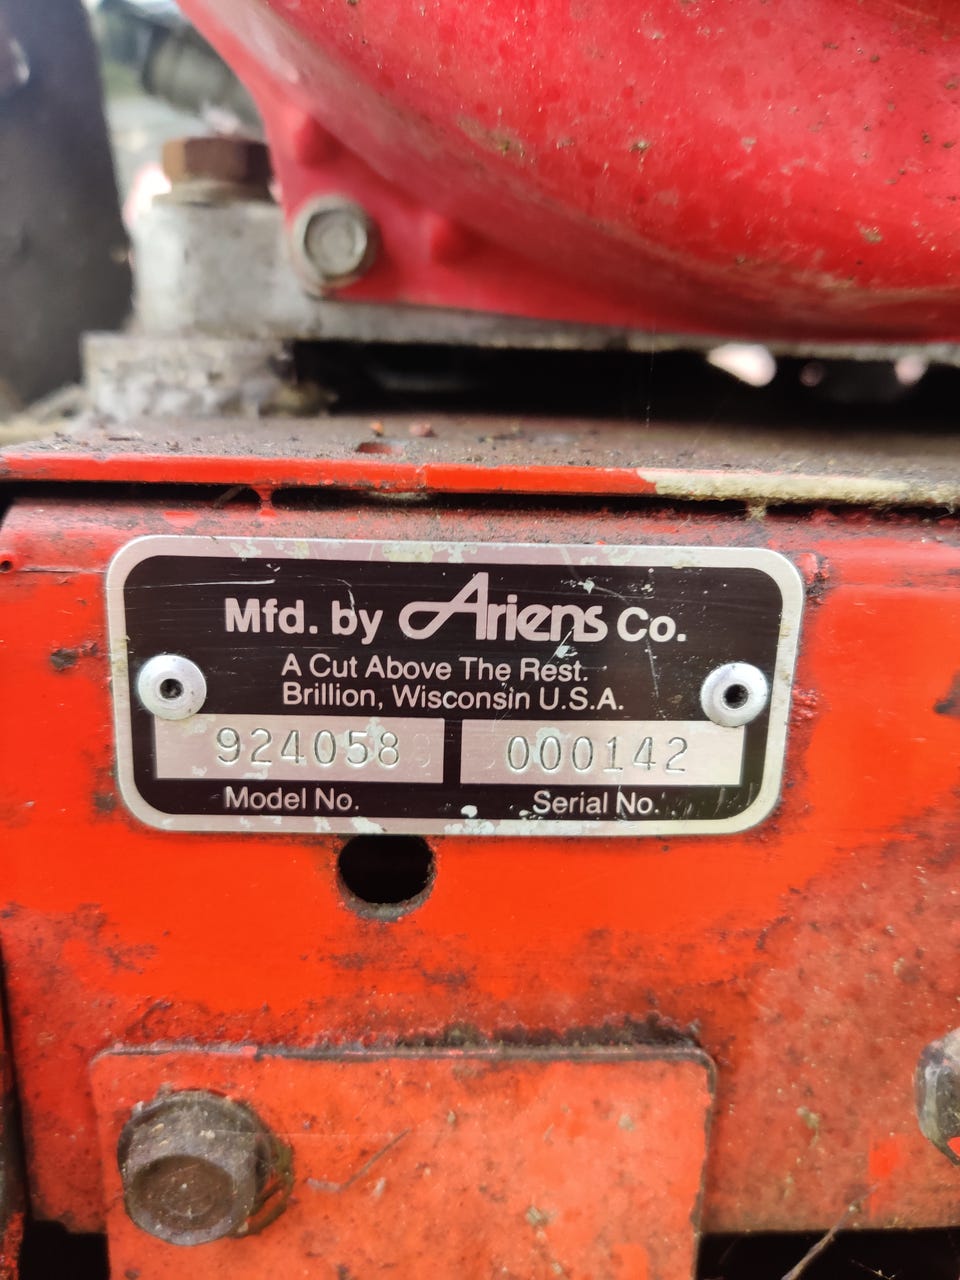 Mfd. by Ariens Co.
A Cut Above The Rest.
Brillion, Wisconsin U.S.A.
924058 000142
Model No. Serial No.